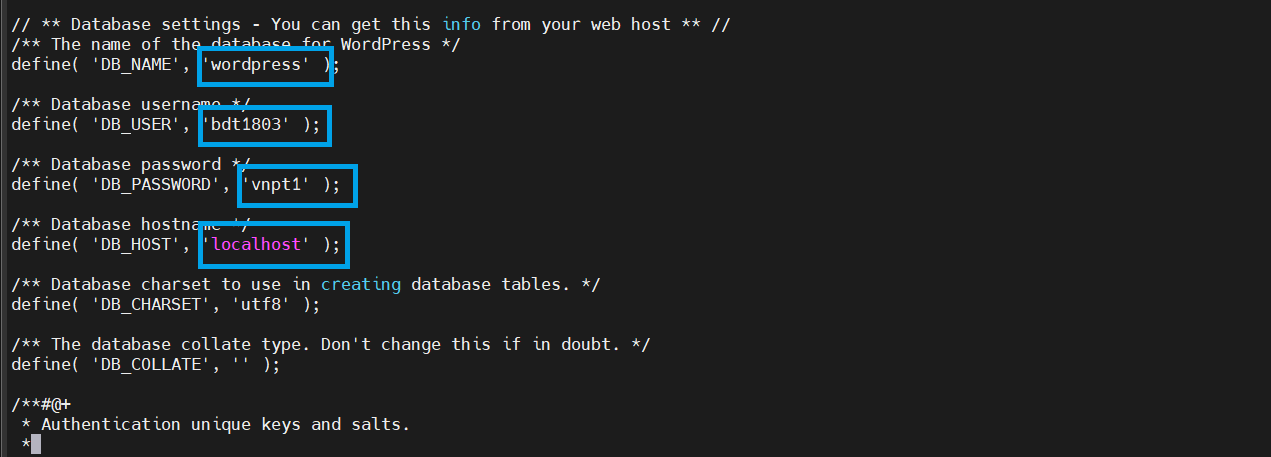 // ** Database settings - You can get this info from your web host ** //
/** The name of the database for WordPress */
define( 'DB_NAME', 'wordpress' );
/** Database username */
define( 'DB_USER', 'bdt1803' );
/** Database password */
define( 'DB_PASSWORD', 'vnpt1' );
/** Database hostname */
define( 'DB_HOST', 'localhost' );
/** Database charset to use in creating database tables. */
define( 'DB_CHARSET', 'utf8' );
/** The database collate type. Don't change this if in doubt. */
define( 'DB_COLLATE', '' );
/**#@+
 * Authentication unique keys and salts.
 *